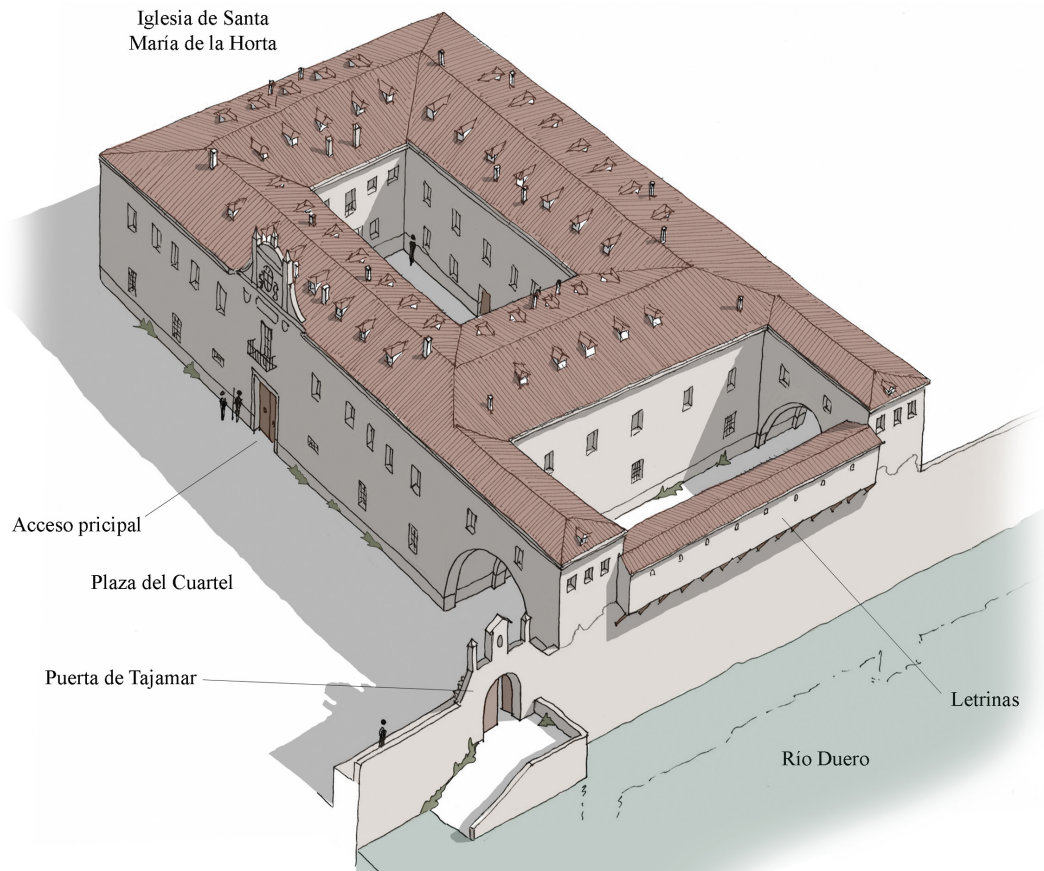 Iglesia de Santa
María de la Horta
Acceso pricipal
Plaza del Cuartel
Puerta de Tajamar
Letrinas
Río Duero